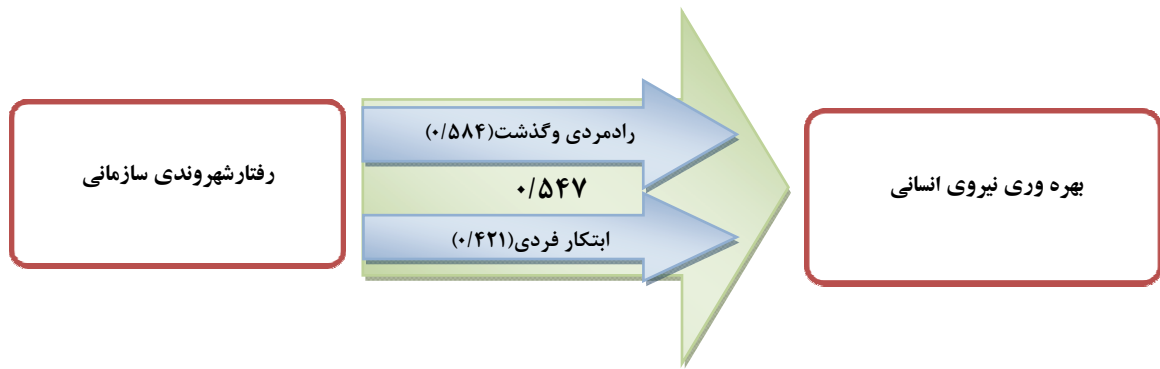 رفتارشهروندی سازمانی
رادمردی وگذشت(۰/۵۸۴)
۰/۵۴۷
ابتکار فردی(۰/۴۲۱)
بهره وری نیروی انسانی